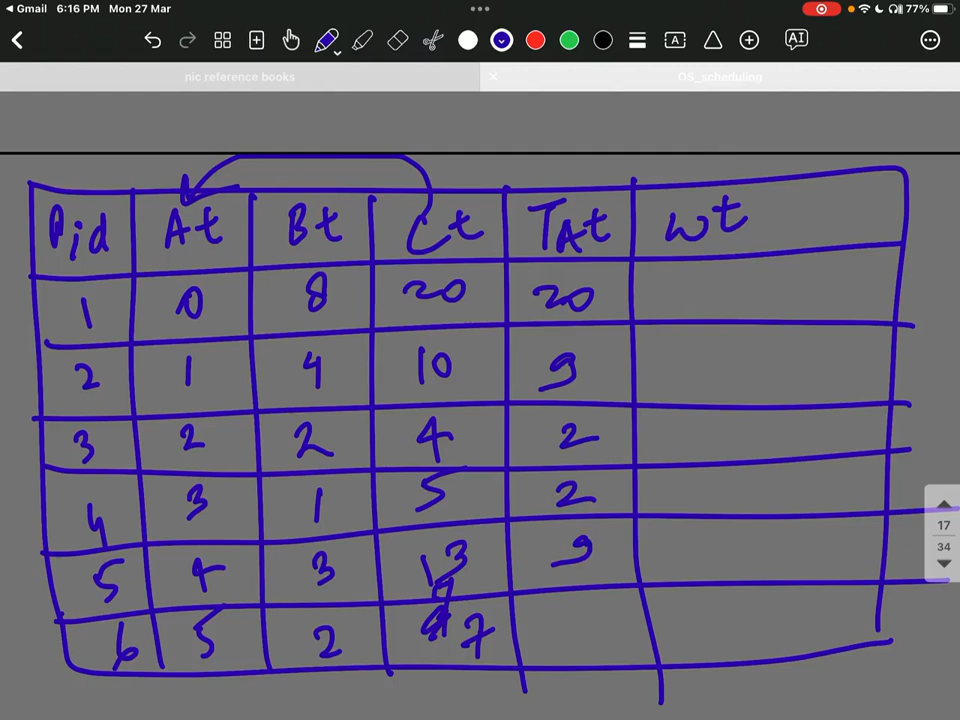 Gmail 6:16 PM Mon 27 Mar 77%
A AI
nic reference books OS_scheduling
Pid At Bt Ct TAt wt
1 0 8 20 20
2 1 4 10 9
3 2 2 4 2
4 3 1 5 2
5 4 3 13 9
6 5 2 7
17
34